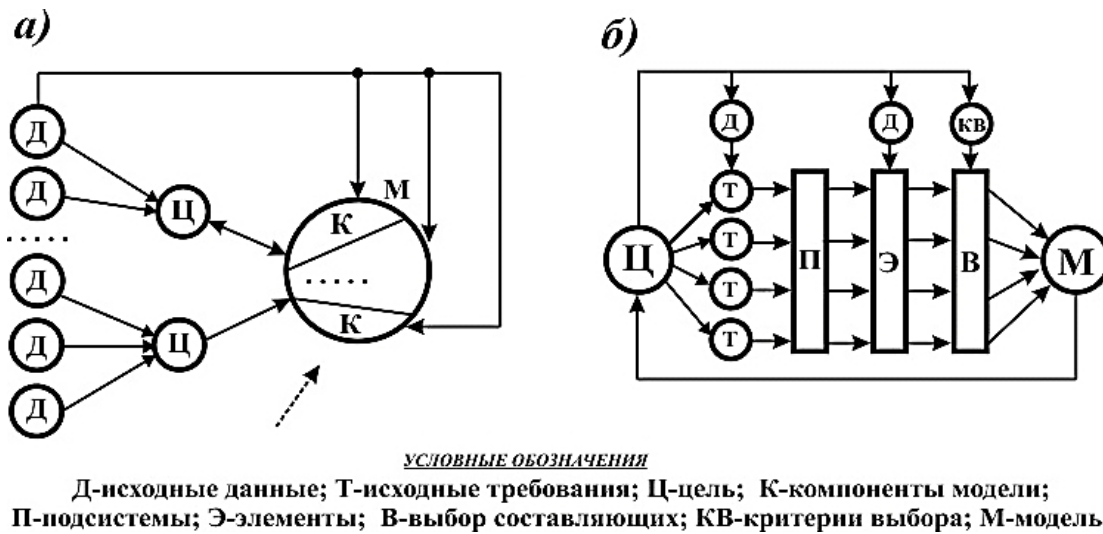 а)
б)
Д
Д
.....
Д
Д
Д
Ц
Ц
М
К
.....
К
Д
Д
КВ
Ц
Т
Т
Т
Т
П
Э
В
М
УСЛОВНЫЕ ОБОЗНАЧЕНИЯ
Д-исходные данные; Т-исходные требования; Ц-цель; К-компоненты модели;
П-подсистемы; Э-элементы; В-выбор составляющих; КВ-критерии выбора; М-модель